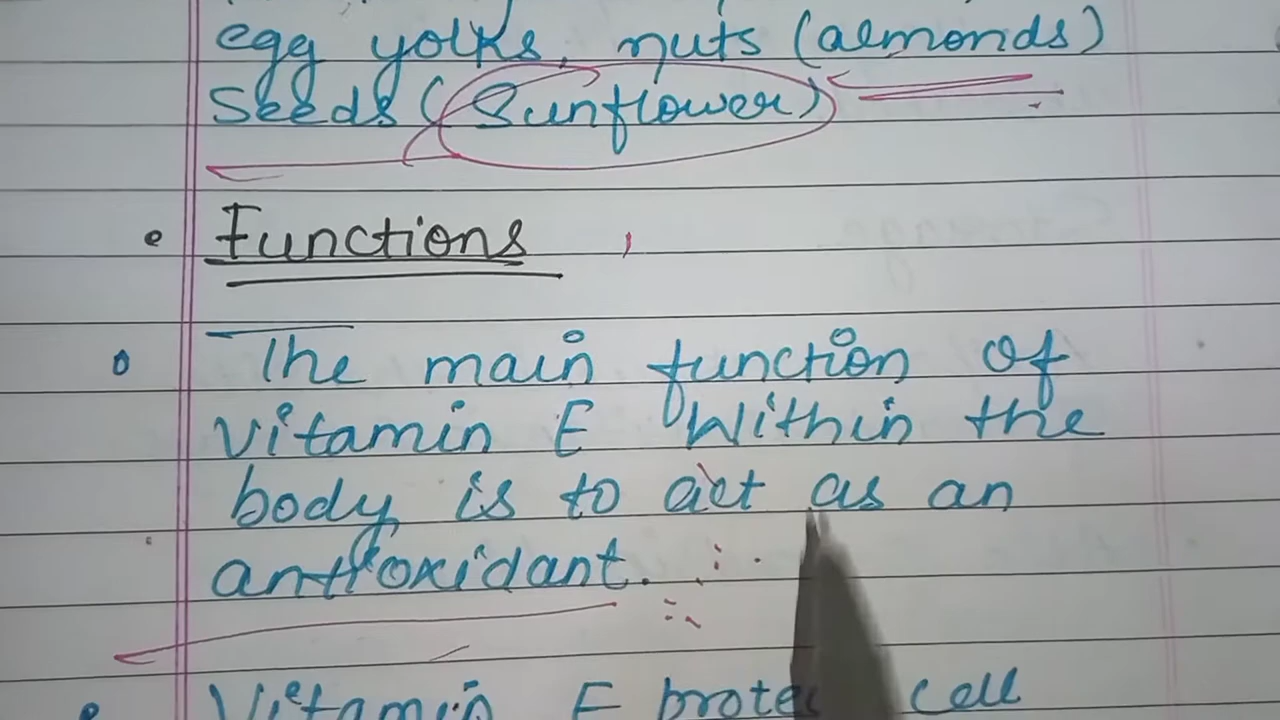 egg yolks, nuts (almonds)
seeds (Sunflower)
Functions
The main function of
vitamin E within the
body is to act as an
antioxidant.
Vitamin E cell